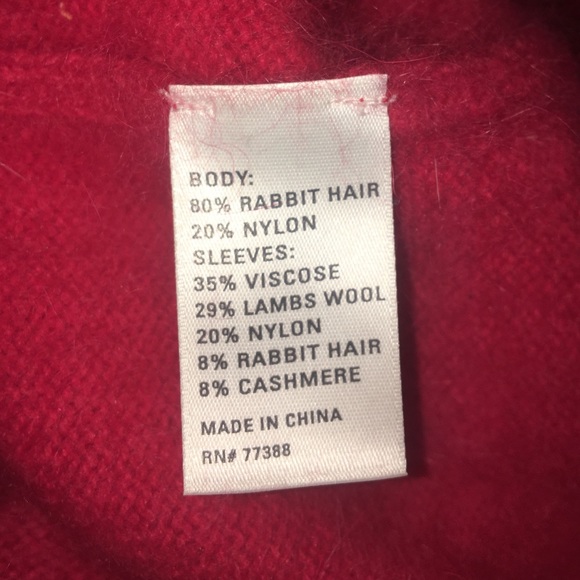 BODY:
80% RABBIT HAIR
20% NYLON
SLEEVES:
35% VISCOSE
29% LAMBS WOOL
20% NYLON
8% RABBIT HAIR
8% CASHMERE
MADE IN CHINA
RN# 77388